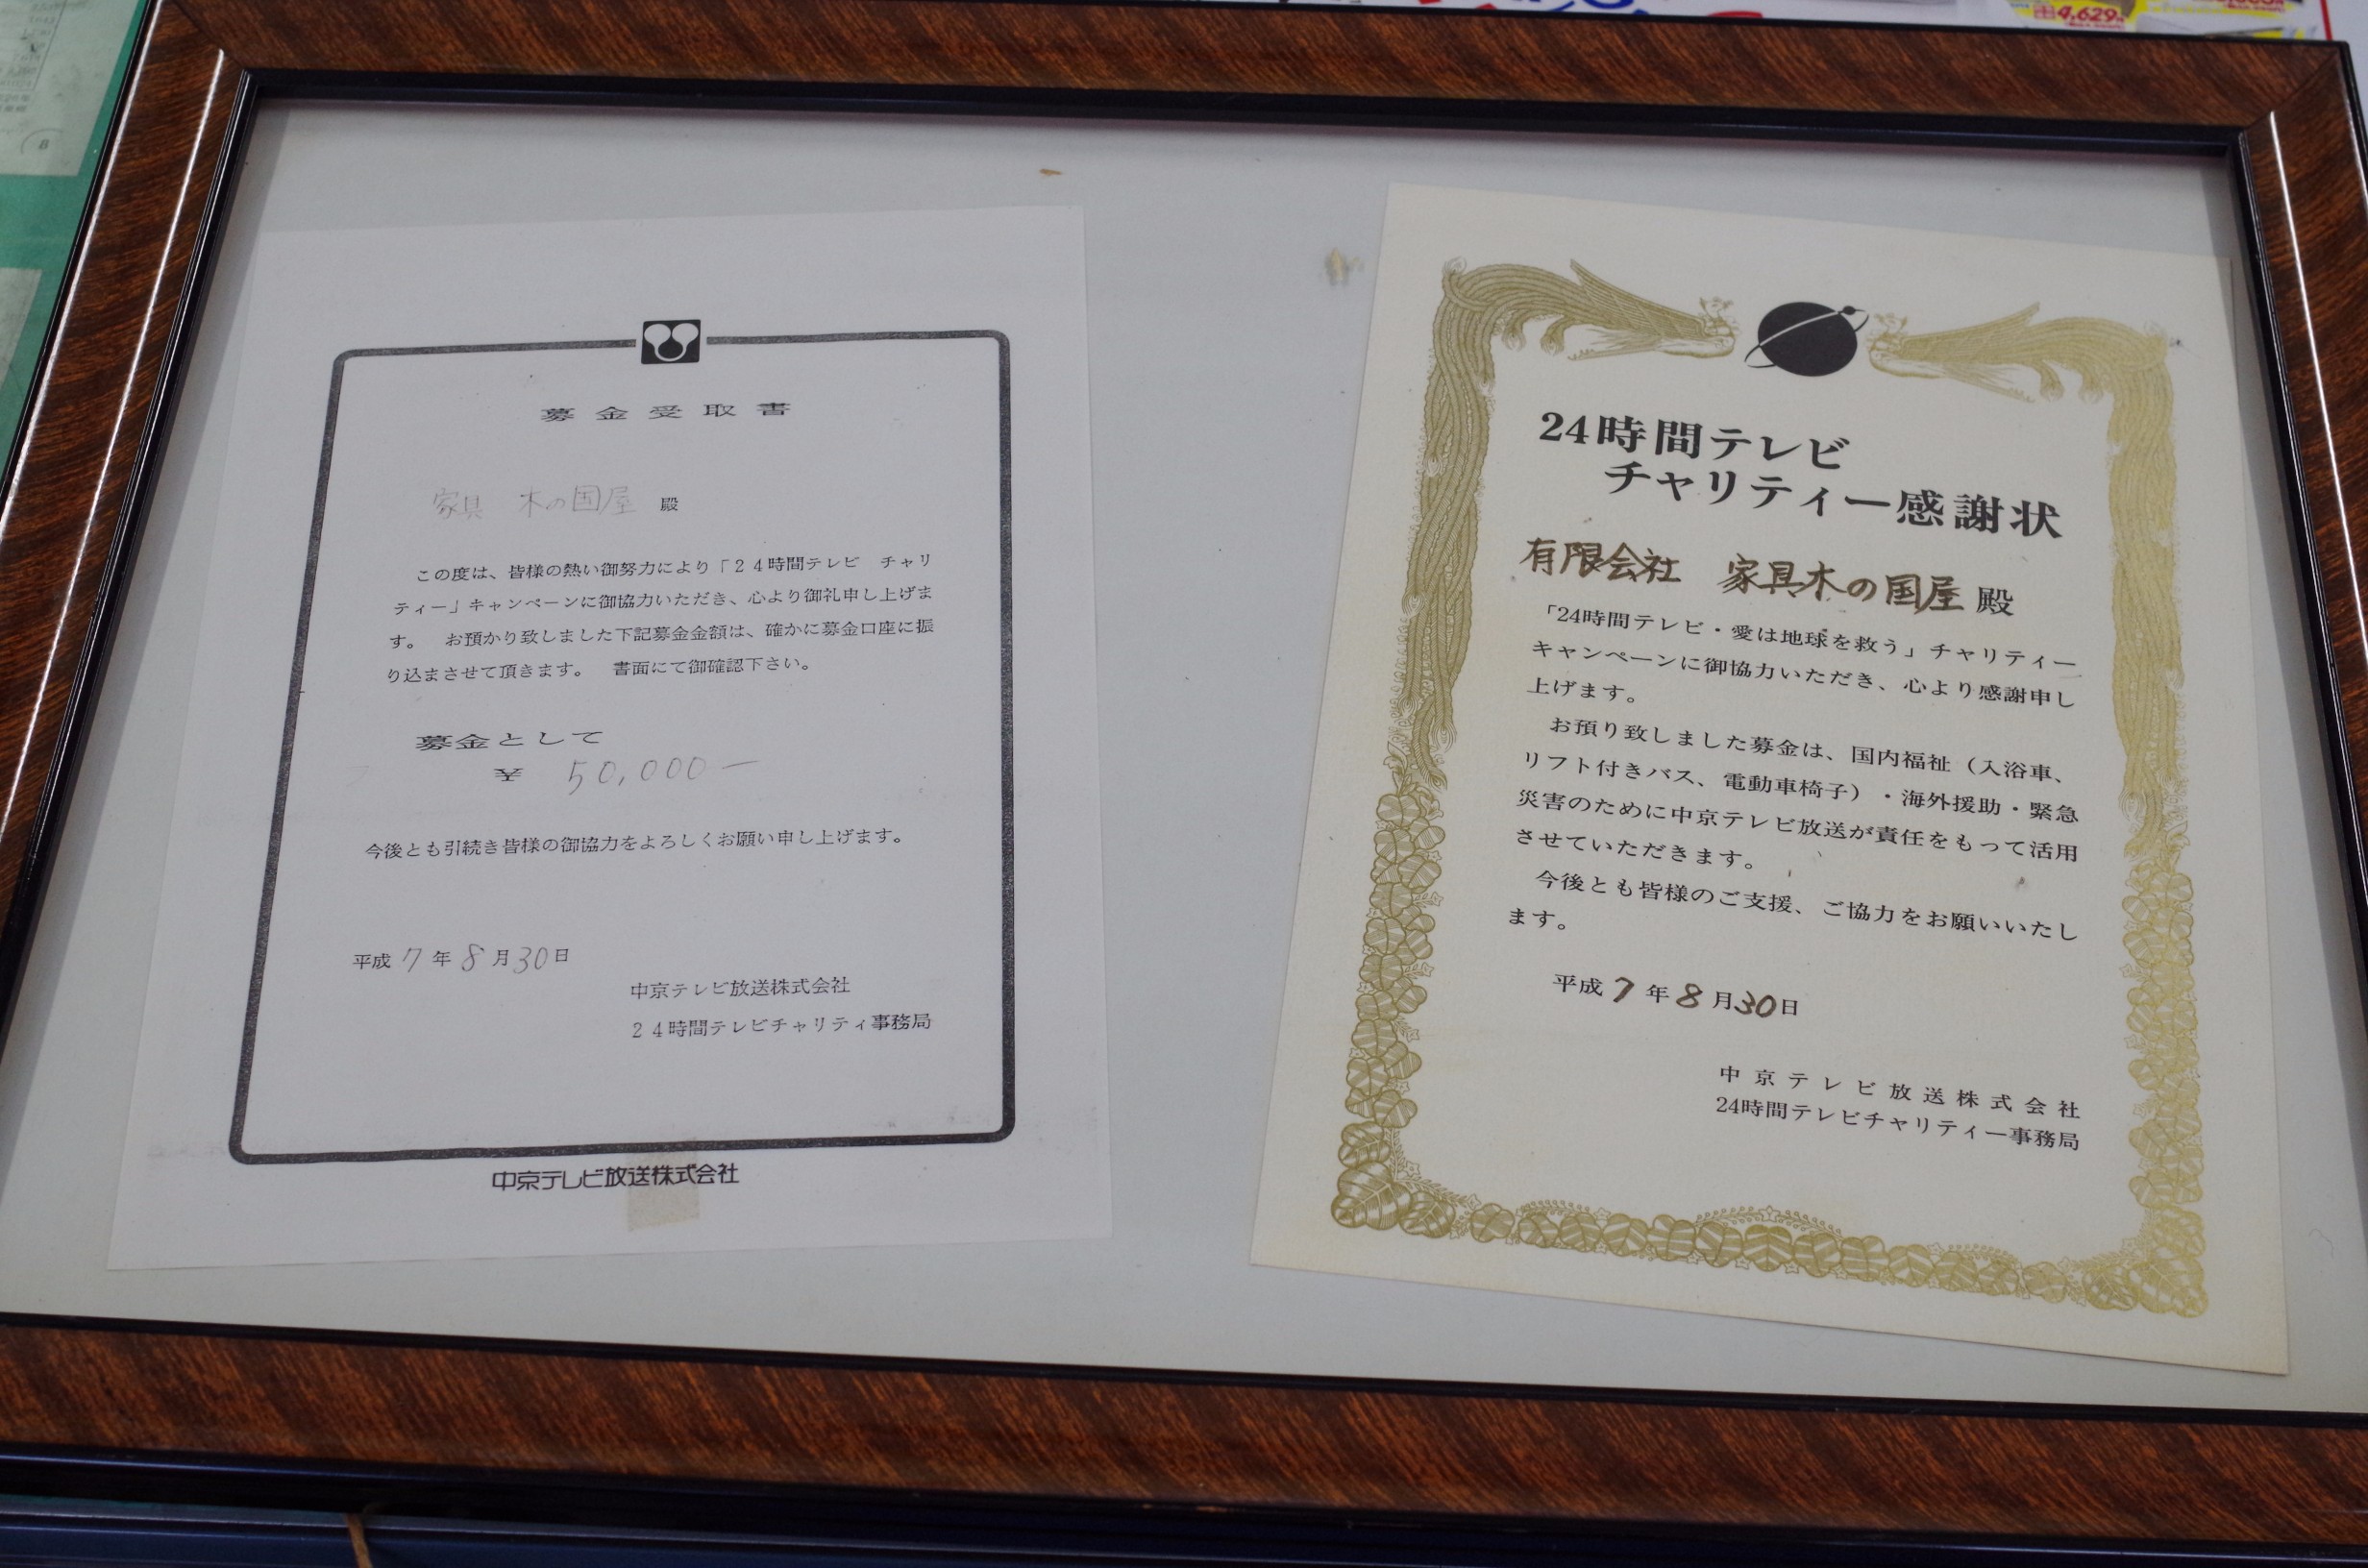 募金受取書
家具 木の国屋 殿
この度は、皆様の熱い御努力により「24時間テレビ チャリ
ティー」キャンペーンに御協力いただき、心より御礼申し上げま
す。 お預かり致しました下記募金金額は、確かに募金口座に振
り込まさせて頂きます。 書面にて御確認下さい。
募金として
¥ 50,000-
今後とも引続き皆様の御協力をよろしくお願い申し上げます。
平成7年8月30日
中京テレビ放送株式会社
24時間テレビチャリティ事務局
中京テレビ放送株式会社
24時間テレビ
チャリティー感謝状
有限会社 家具木の国屋 殿
「24時間テレビ・愛は地球を救う」チャリティー
キャンペーンに御協力いただき、心より感謝申し
上げます。
お預り致しました募金は、国内福祉(入浴車、
リフト付きバス、電動車椅子)・海外援助・緊急
災害のために中京テレビ放送が責任をもって活用
させていただきます。
今後とも皆様のご支援、ご協力をお願いいたし
ます。
平成7年8月30日
中京テレビ放送株式会社
24時間テレビチャリティー事務局
4,629
8